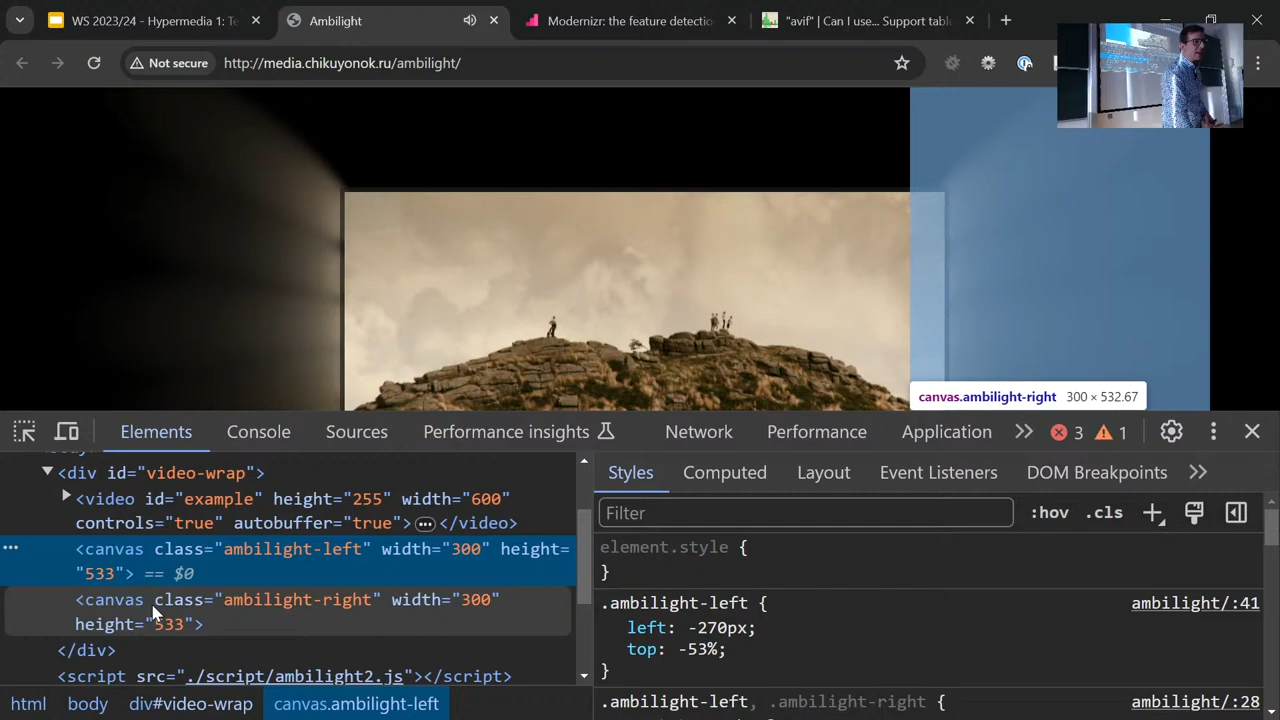 WS 2023/24 - Hypermedia 1: Te
Ambilight
Modernizr: the feature detectio
"avif" | Can I use... Support table
Not secure
http://media.chikuyonok.ru/ambilight/
canvas.ambilight-right 300 × 532.67
Elements
Console
Sources
Performance insights
Network
Performance
Application
3
1
<div id="video-wrap">
<video id="example" height="255" width="600"
controls="true" autobuffer="true">…</video>
<canvas class="ambilight-left" width="300" height=
"533"> == $0
<canvas class="ambilight-right" width="300"
height="533">
</div>
<script src="./script/ambilight2.js"></script>
html
body
div#video-wrap
canvas.ambilight-left
Styles
Computed
Layout
Event Listeners
DOM Breakpoints
Filter
:hov
.cls
element.style {
}
.ambilight-left {
ambilight/:41
left: -270px;
top: -53%;
}
.ambilight-left, .ambilight-right {
ambilight/:28